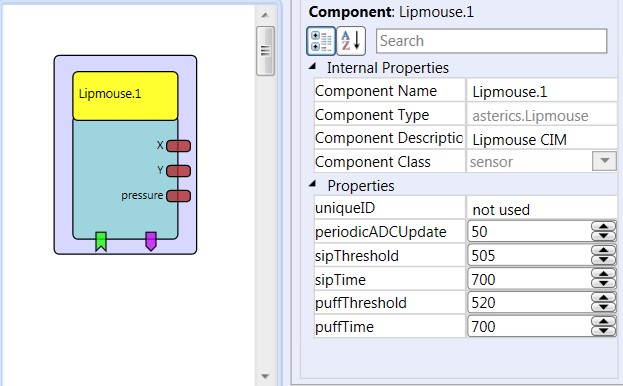 Lipmouse.1
X
Y
pressure
Component: Lipmouse.1
A
Z
Search
Internal Properties
Component Name Lipmouse.1
Component Type asterics.Lipmouse
Component Descriptio Lipmouse CIM
Component Class sensor
Properties
uniqueID not used
periodicADCUpdate 50
sipThreshold 505
sipTime 700
puffThreshold 520
puffTime 700